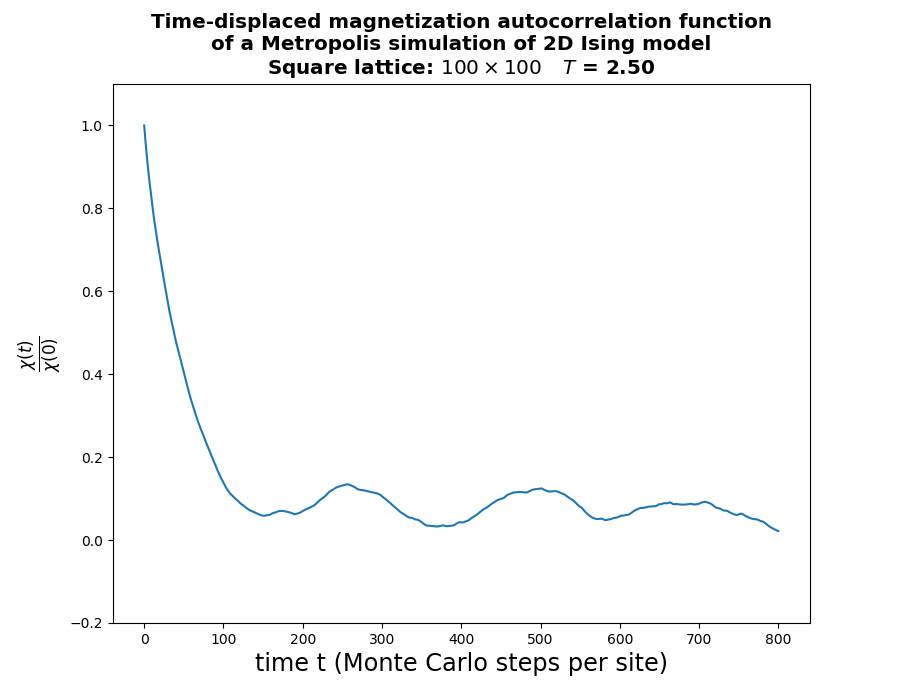 Time-displaced magnetization autocorrelation function
of a Metropolis simulation of 2D Ising model
Square lattice: 100 × 100 T = 2.50
1.0
0.8
0.6
0.4
0.2
0.0
−0.2
χ(t)
χ(0)
0 100 200 300 400 500 600 700 800
time t (Monte Carlo steps per site)